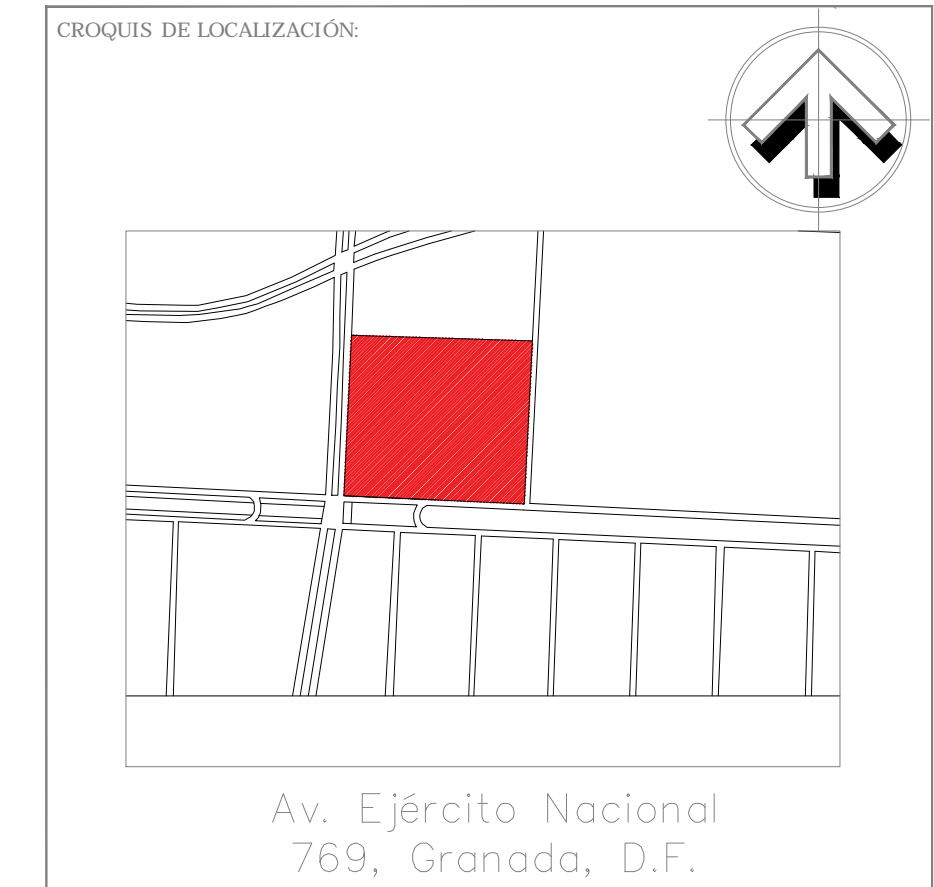 CROQUIS DE LOCALIZACIÓN:
Av. Ejército Nacional
769, Granada, D.F.